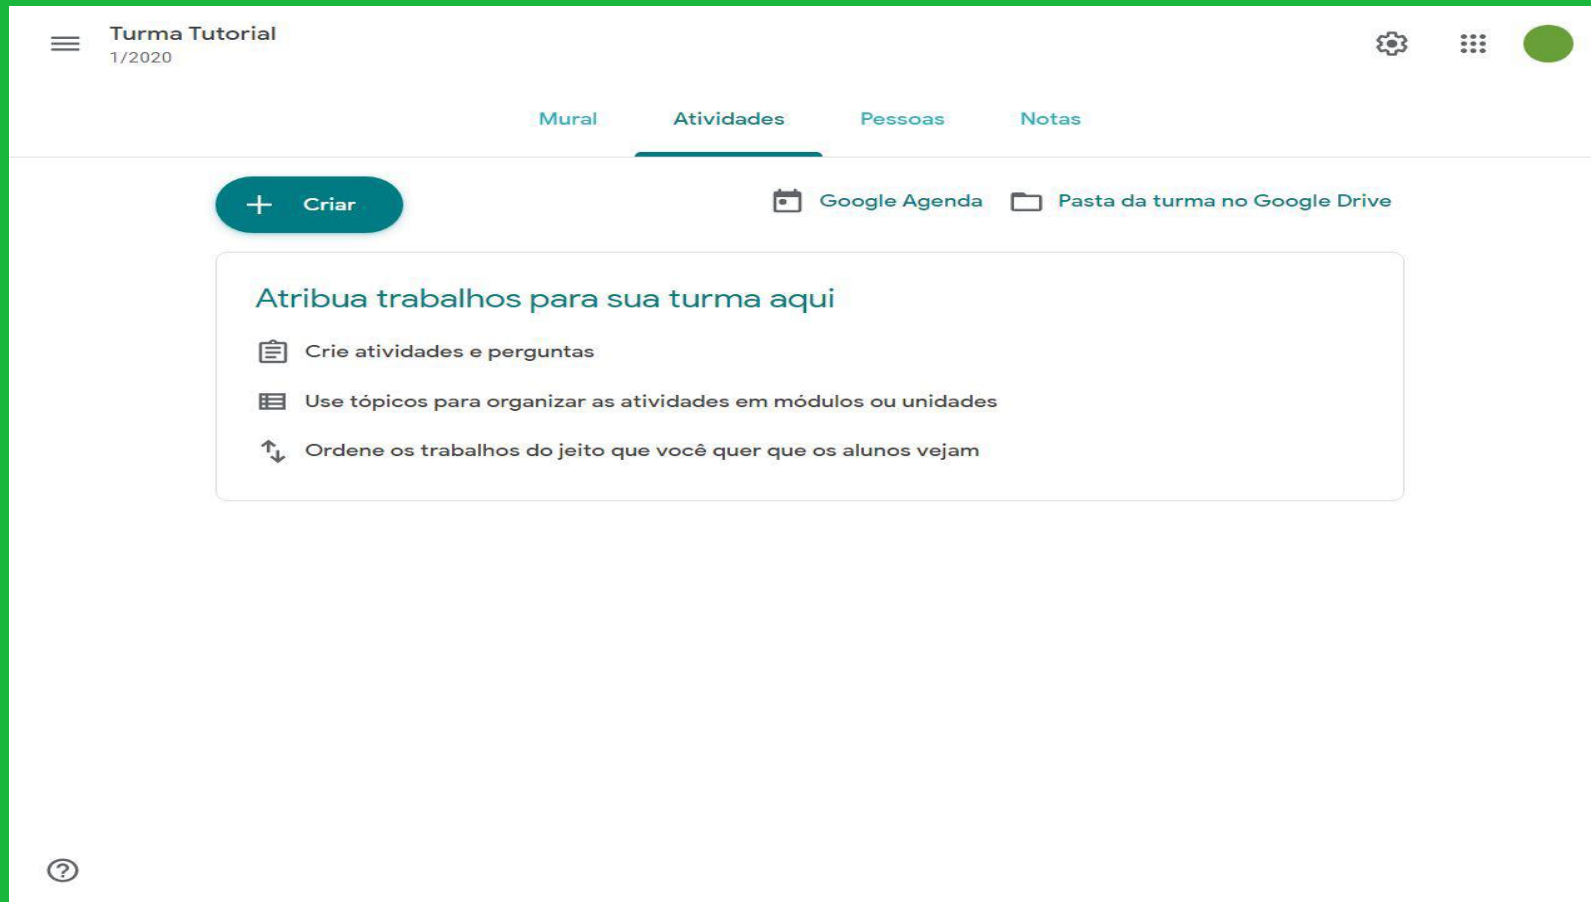 Turma Tutorial
1/2020
Mural Atividades Pessoas Notas
Criar Google Agenda Pasta da turma no Google Drive
Atribua trabalhos para sua turma aqui
Crie atividades e perguntas
Use tópicos para organizar as atividades em módulos ou unidades
Ordene os trabalhos do jeito que você quer que os alunos vejam